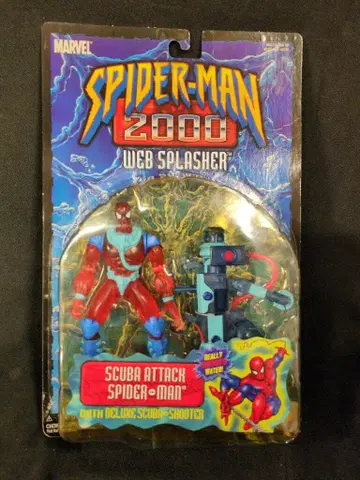 MARVEL
SPIDER-MAN
2000
WEB SPLASHER
SCUBA ATTACK
SPIDER-MAN
WITH DELUXE SCUBA SHOOTER
REALLY
WATER!